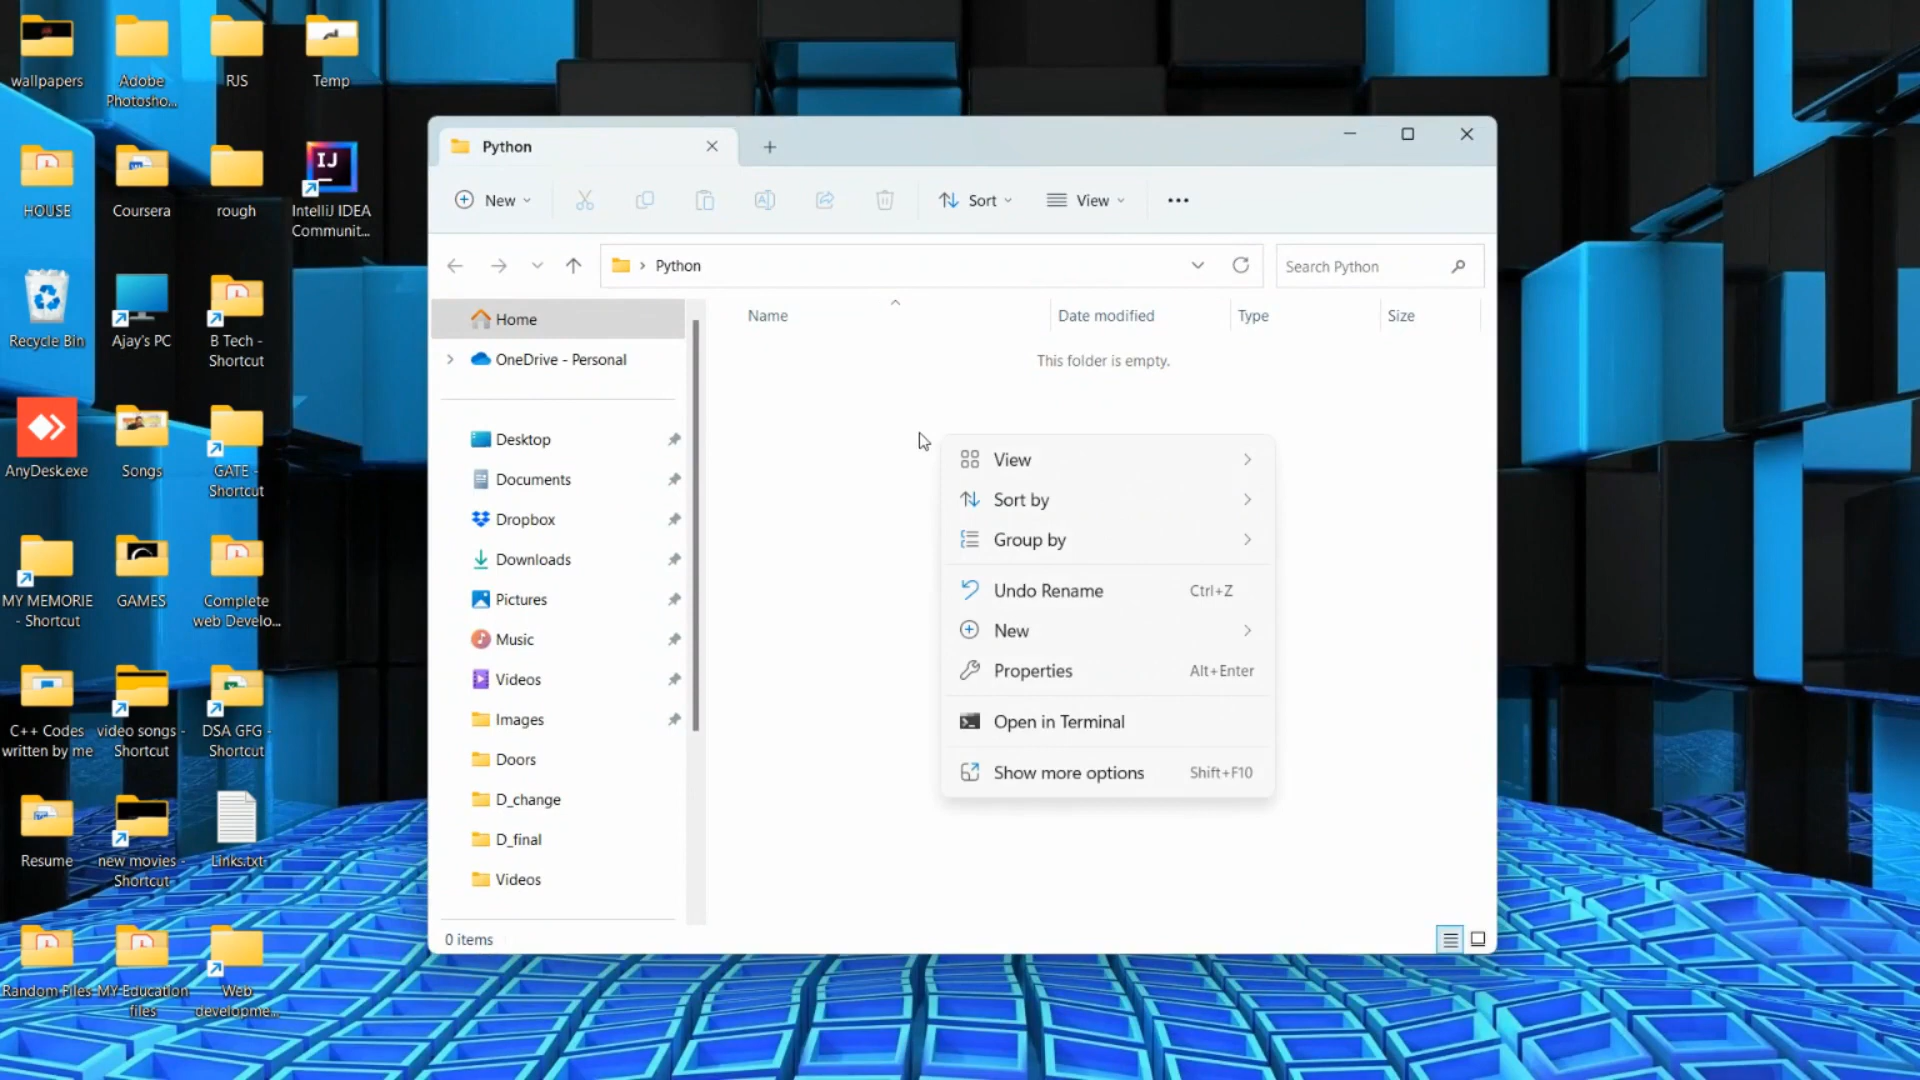 wallpapers
Adobe
Photosho...
RJS
Temp
HOUSE
Coursera
rough
IJ
IntelliJ IDEA
Communit...
Recycle Bin
Ajay's PC
B Tech -
Shortcut
AnyDesk.exe
Songs
GATE -
Shortcut
MY MEMORIE
- Shortcut
GAMES
Complete
web Develo...
C++ Codes
written by me
video songs -
Shortcut
DSA GFG -
Shortcut
Resume
new movies -
Shortcut
Links.txt
Random Files
MY Education
files
Web
developme...
Python
New
Sort
View
Python
Search Python
Home
OneDrive - Personal
Desktop
Documents
Dropbox
Downloads
Pictures
Music
Videos
Images
Doors
D_change
D_final
Videos
Name
Date modified
Type
Size
This folder is empty.
View
Sort by
Group by
Undo Rename Ctrl+Z
New
Properties Alt+Enter
Open in Terminal
Show more options Shift+F10
0 items